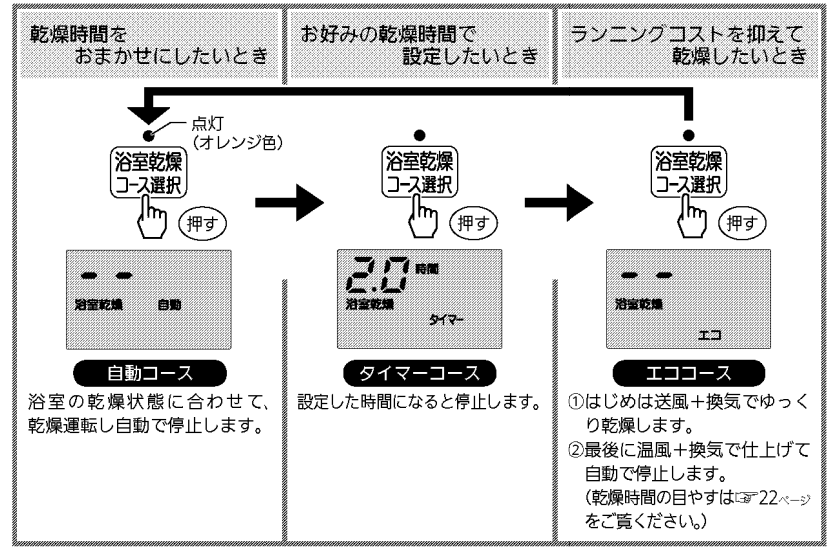 乾燥時間を
おまかせにしたいとき
お好みの乾燥時間で
設定したいとき
ランニングコストを抑えて
乾燥したいとき
点灯
(オレンジ色)
浴室乾燥
コース選択
押す
浴室乾燥
コース選択
押す
浴室乾燥
コース選択
押す
- -
浴室乾燥 自動
2.0 時間
浴室乾燥
タイマー
- -
浴室乾燥
エコ
自動コース
浴室の乾燥状態に合わせて、
乾燥運転し自動で停止します。
タイマーコース
設定した時間になると停止します。
エココース
①はじめは送風+換気でゆっく
り乾燥します。
②最後に温風+換気で仕上げて
自動で停止します。
(乾燥時間の目やすは☞22ページ
をご覧ください。)